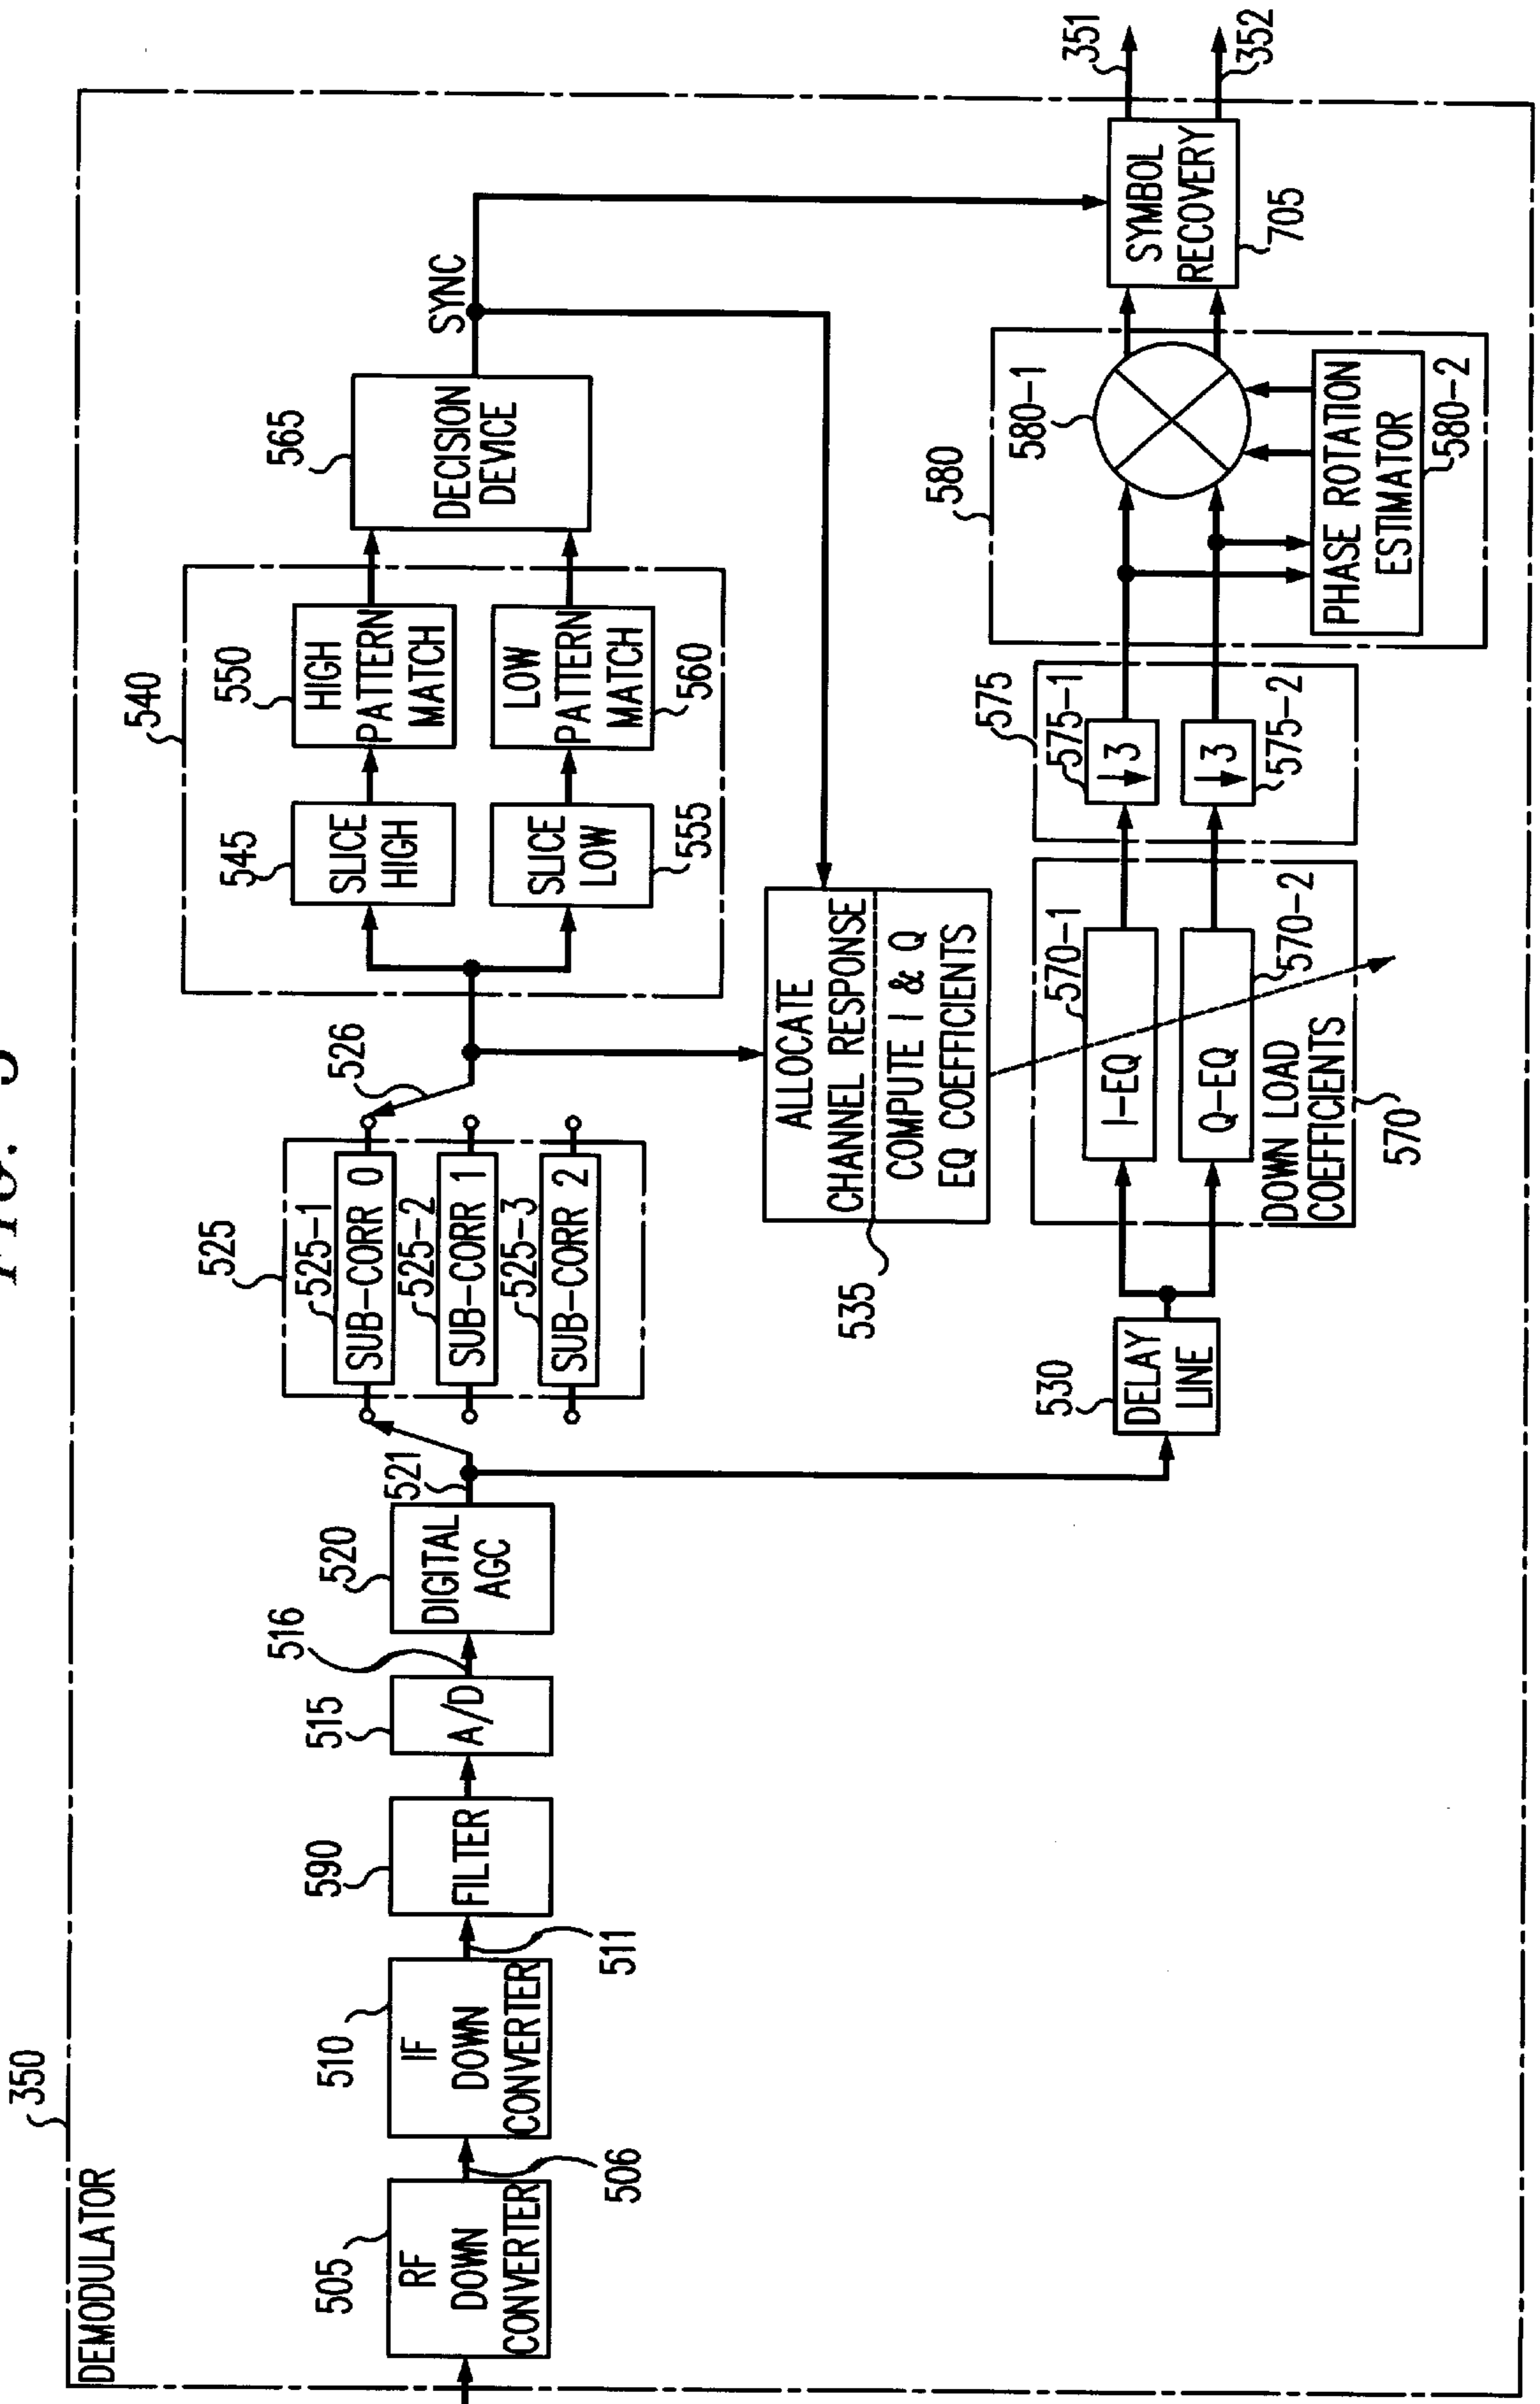 FIG. 5
350
DEMODULATOR
505
RF
DOWN
CONVERTER
506
510
IF
DOWN
CONVERTER
511
590
FILTER
515
A/D
516
520
DIGITAL
AGC
521
525
525-1
SUB-CORR 0
525-2
SUB-CORR 1
525-3
SUB-CORR 2
526
540
545
SLICE
HIGH
550
HIGH
PATTERN
MATCH
SLICE
LOW
555
LOW
PATTERN
MATCH
560
565
DECISION
DEVICE
SYNC
ALLOCATE
CHANNEL RESPONSE
COMPUTE I & Q
EQ COEFFICIENTS
535
530
DELAY
LINE
570-1
I-EQ
Q-EQ
570-2
DOWN LOAD
COEFFICIENTS
570
575
575-1
↓3
↓3
575-2
580
580-1
PHASE ROTATION
ESTIMATOR
580-2
SYMBOL
RECOVERY
705
351
352